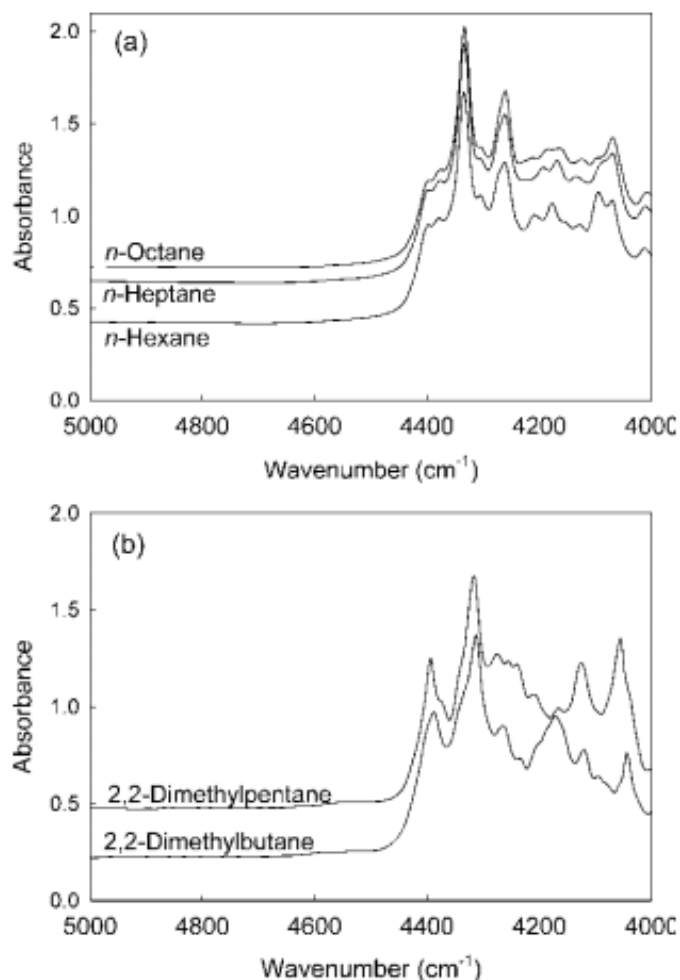 (a)
2.0
1.5
1.0
0.5
0.0
Absorbance
n-Octane
n-Heptane
n-Hexane
5000 4800 4600 4400 4200 4000
Wavenumber (cm⁻¹)
(b)
2.0
1.5
1.0
0.5
0.0
Absorbance
2,2-Dimethylpentane
2,2-Dimethylbutane
5000 4800 4600 4400 4200 4000
Wavenumber (cm⁻¹)